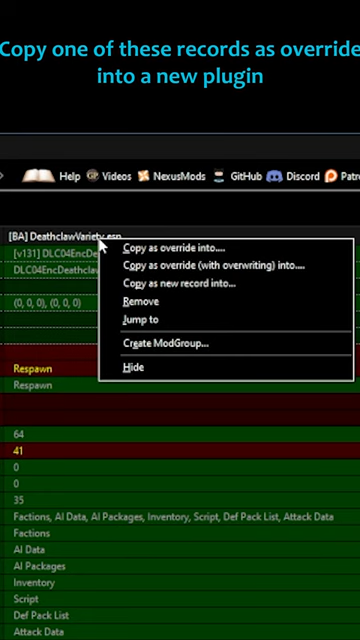 Copy one of these records as override
into a new plugin
Help GP Videos NexusMods GitHub Discord Patr
[BA] DeathclawVariety.esp
[v131] DLC04EncDe
DLC04EncDeathcla
(0, 0, 0), (0, 0, 0)
Copy as override into....
Copy as override (with overwriting) into....
Copy as new record into...
Remove
Jump to
Create ModGroup...
Hide
Respawn
Respawn
64
41
0
0
35
Factions, AI Data, AI Packages, Inventory, Script, Def Pack List, Attack Data
Factions
AI Data
AI Packages
Inventory
Script
Def Pack List
Attack Data